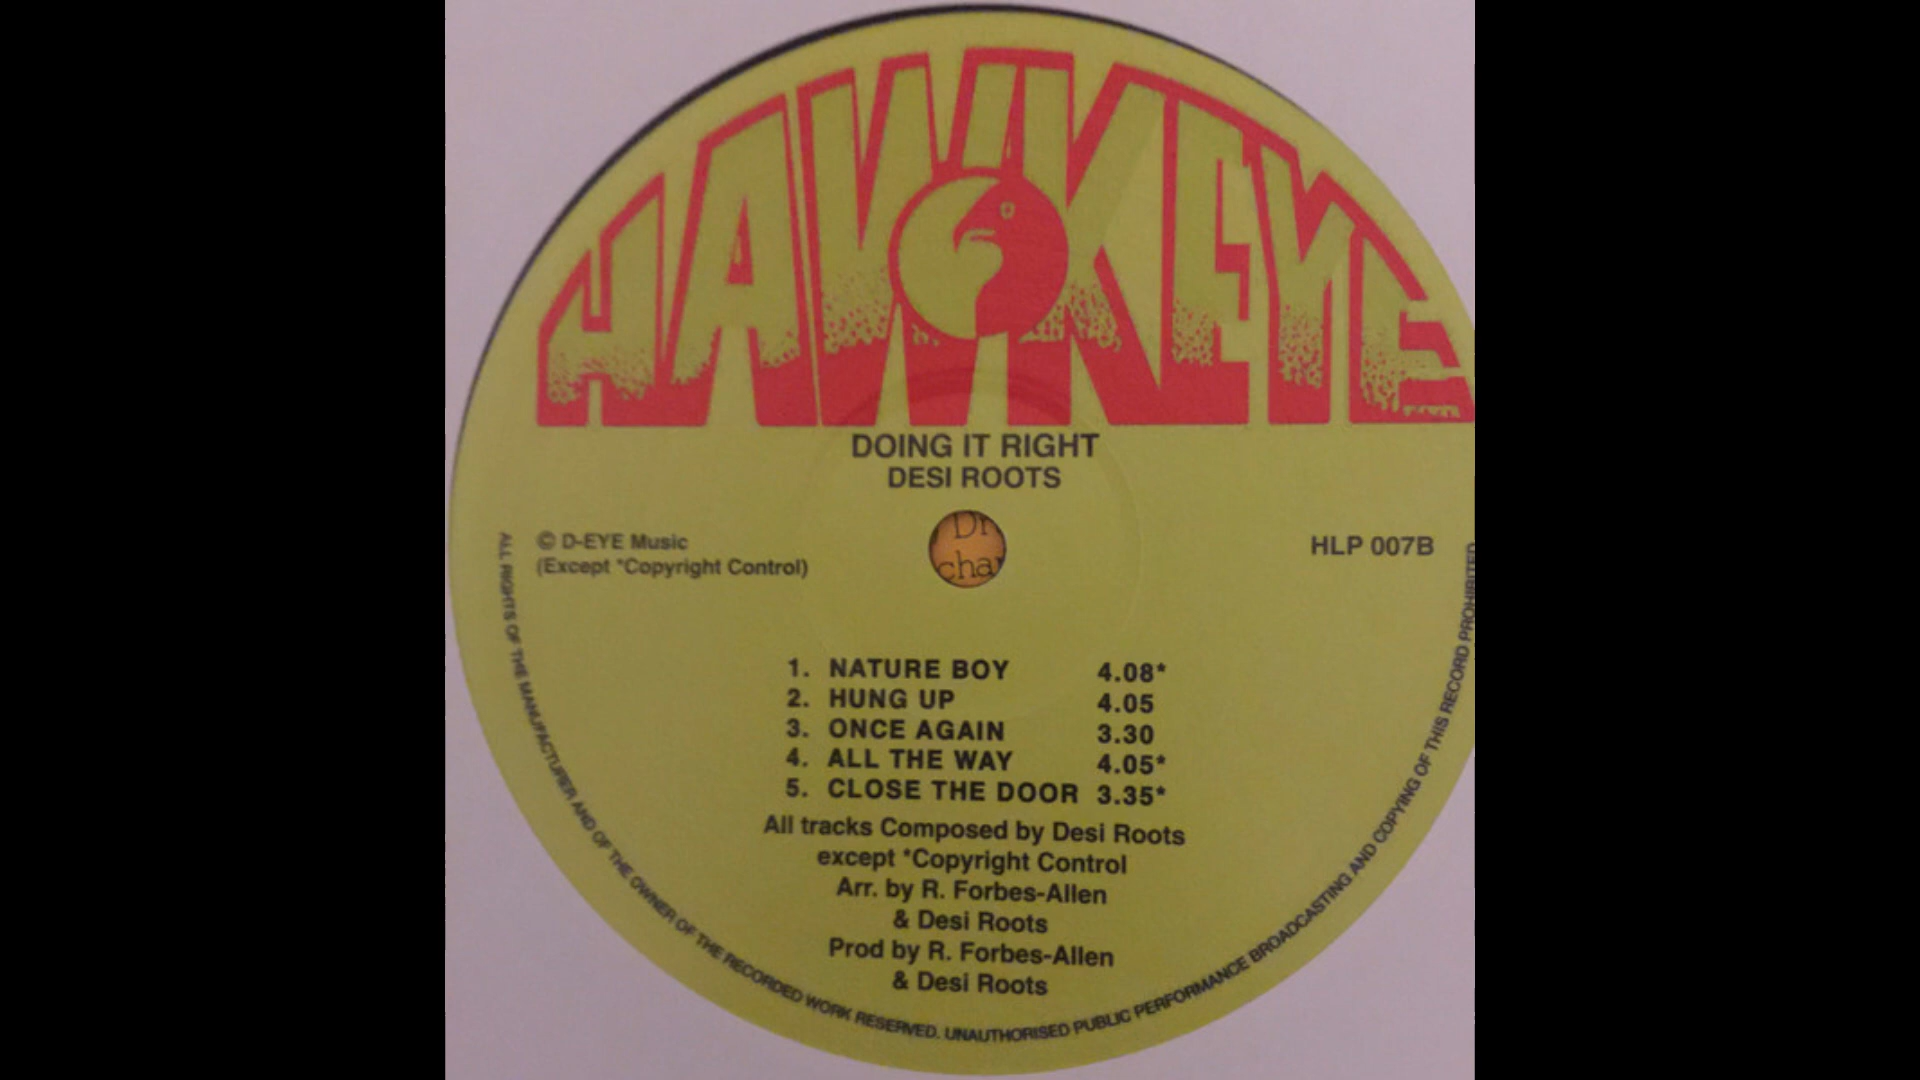 HAWKEYE
DOING IT RIGHT
DESI ROOTS
Dr
cha
© D-EYE Music
(Except *Copyright Control)
HLP 007B
1. NATURE BOY 4.08*
2. HUNG UP 4.05
3. ONCE AGAIN 3.30
4. ALL THE WAY 4.05*
5. CLOSE THE DOOR 3.35*
All tracks Composed by Desi Roots
except *Copyright Control
Arr. by R. Forbes-Allen
& Desi Roots
Prod by R. Forbes-Allen
& Desi Roots
ALL RIGHTS OF THE MANUFACTURER AND OF THE OWNER OF THE RECORDED WORK RESERVED. UNAUTHORISED PUBLIC PERFORMANCE BROADCASTING AND COPYING OF THIS RECORD PROHIBITED